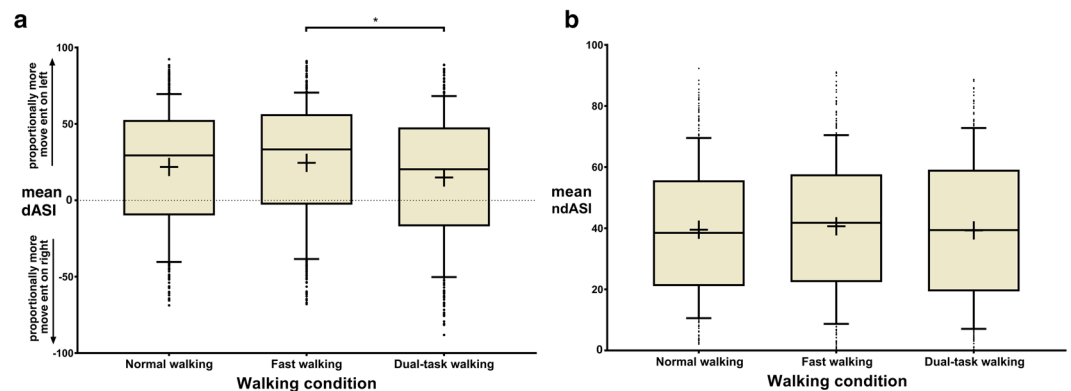 a
*
100
50
0
-50
-100
proportionally more
move ent on left
mean
dASI
proportionally more
move ent on right
Normal walking
Fast walking
Dual-task walking
Walking condition
b
100
80
60
40
20
0
mean
ndASI
Normal walking
Fast walking
Dual-task walking
Walking condition